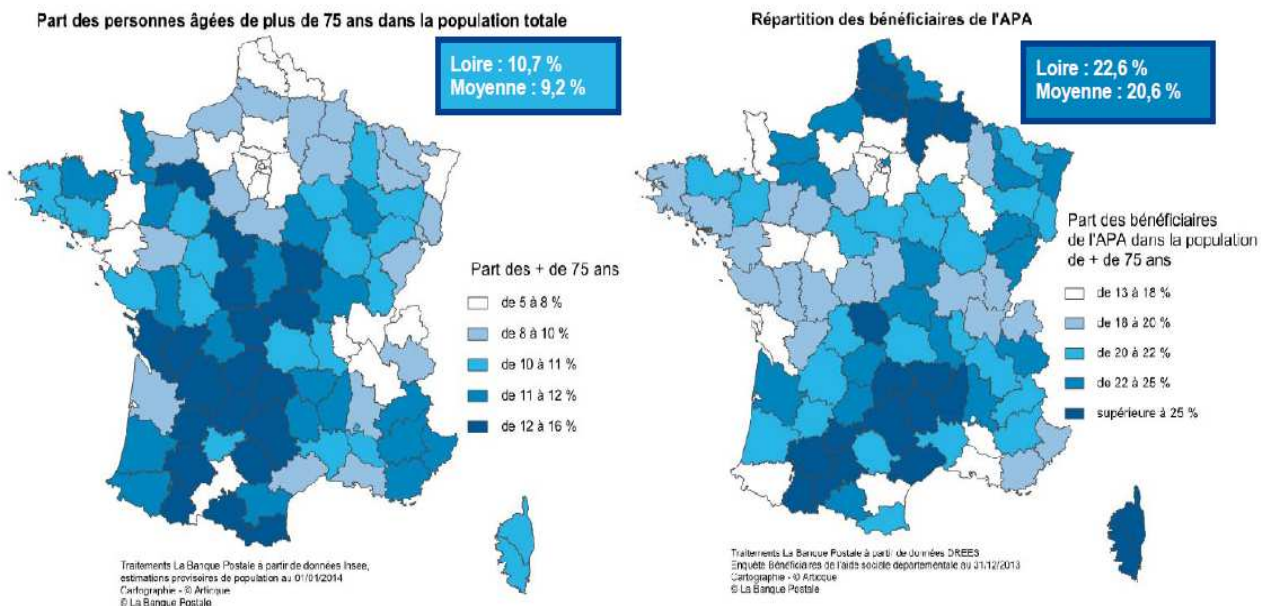 Part des personnes âgées de plus de 75 ans dans la population totale
Loire : 10,7 %
Moyenne : 9,2 %
Part des + de 75 ans
de 5 à 8 %
de 8 à 10 %
de 10 à 11 %
de 11 à 12 %
de 12 à 16 %
Traitements La Banque Postale à partir de données Insee,
estimations provisoires de population au 01/01/2014
Cartographie - © Articque
© La Banque Postale
Répartition des bénéficiaires de l'APA
Loire : 22,6 %
Moyenne : 20,6 %
Part des bénéficiaires
de l'APA dans la population
de + de 75 ans
de 13 à 18 %
de 18 à 20 %
de 20 à 22 %
de 22 à 25 %
supérieure à 25 %
Traitements La Banque Postale à partir de données DREES
Enquête Bénéficiaires de l'aide sociale départementale au 31/12/2013
Cartographie - © Articque
© La Banque Postale